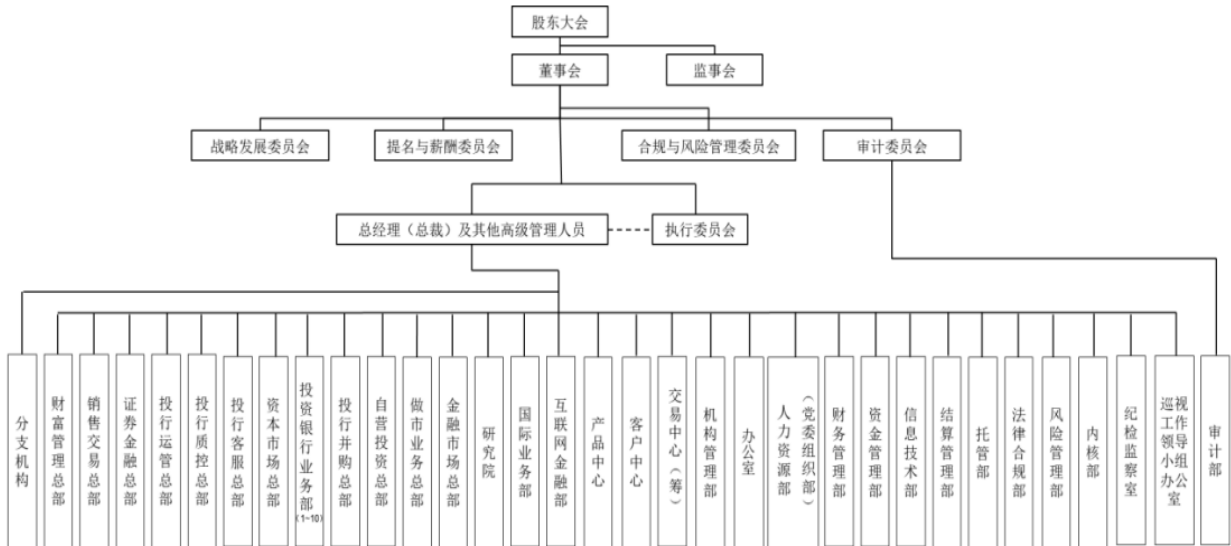 股东大会
董事会
监事会
战略发展委员会
提名与薪酬委员会
合规与风险管理委员会
审计委员会
总经理（总裁）及其他高级管理人员
执行委员会
分支机构
财富管理总部
销售交易总部
证券金融总部
投行运管总部
投行质控总部
投行客服总部
资本市场总部
投资银行业务部(1-10)
投行并购总部
自营投资总部
做市业务总部
金融市场总部
研究院
国际业务部
互联网金融部
产品中心
客户中心
交易中心（筹）
机构管理部
办公室
人力资源部
（党委组织部）
财务管理部
资金管理部
信息技术部
结算管理部
托管部
法律合规部
风险管理部
内核部
纪检监察室
巡工领小办
视作导组公室
审计部